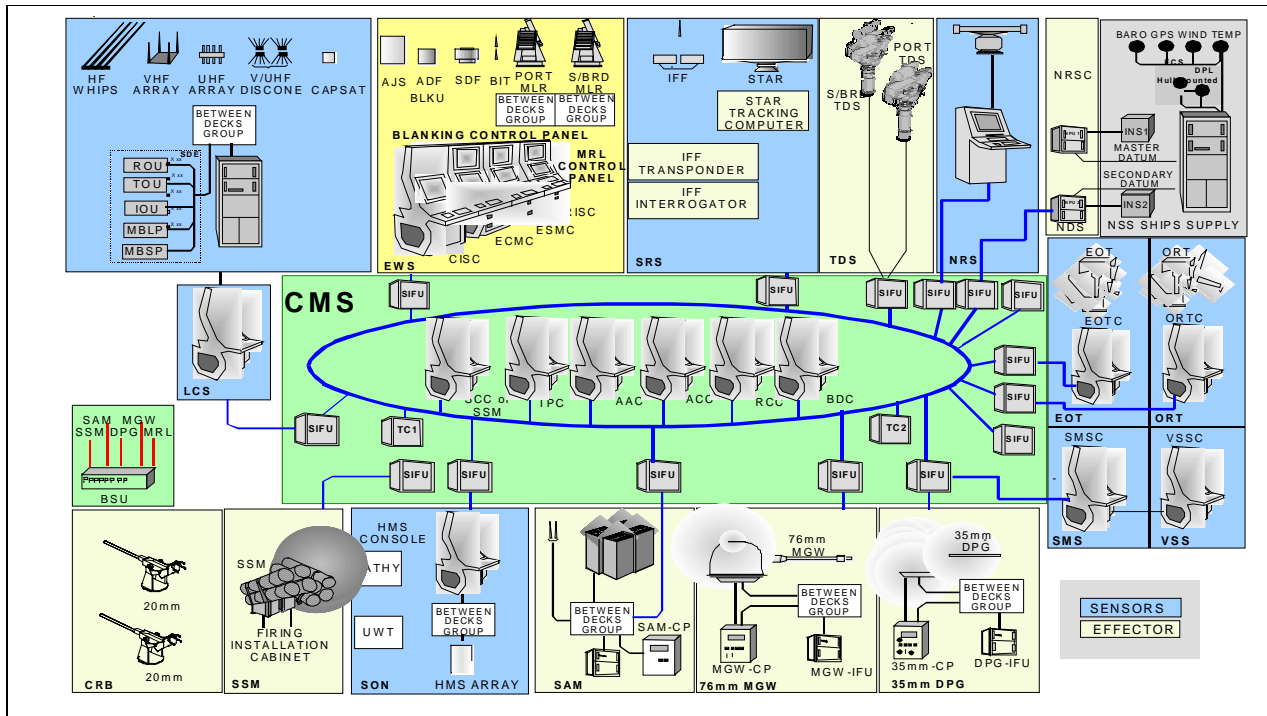 HF
WHIPS
VHF
ARRAY
UHF
ARRAY
V/UHF
DISCONE
CAPSAT
BETWEEN
DECKS
GROUP
SDE
ROU
TOU
IOU
MBLP
MBSP
X xx
X xx
X xx
X xx
AJS
ADF
BLKU
SDF
BIT
PORT
MLR
S/BRD
MLR
BETWEEN
DECKS
GROUP
BETWEEN
DECKS
GROUP
BLANKING CONTROL PANEL
MRL
CONTROL
PANEL
RISC
ESMC
ECMC
CISC
EWS
IFF
STAR
STAR
TRACKING
COMPUTER
IFF
TRANSPONDER
IFF
INTERROGATOR
SRS
PORT
TDS
S/BRD
TDS
TDS
NRS
NRSC
BARO GPS WIND TEMP
DPL
Hull
INS1
MASTER
DATUM
SECONDARY
DATUM
INS2
NDS
NSS SHIPS SUPPLY
CMS
SIFU
SIFU
SIFU
SIFU
SIFU
SIFU
EOT
ORT
EOTC
ORTC
LCS
SIFU
SIFU
SIFU
SSM
TPC
AAC
ACC
RCC
BDC
SIFU
TC1
TC2
EOT
ORT
SAM MGW
SSM DPG MRL
BSU
SIFU
SIFU
SIFU
SIFU
SIFU
SMSC
VSSC
SMS
VSS
20mm
20mm
CRB
SSM
FIRING
INSTALLATION
CABINET
SSM
HMS
CONSOLE
ATHY
UWT
BETWEEN
DECKS
GROUP
HMS ARRAY
SON
BETWEEN
DECKS
GROUP
SAM-CP
SAM
76mm
MGW
BETWEEN
DECKS
GROUP
MGW-CP
MGW-IFU
76mm MGW
35mm
DPG
BETWEEN
DECKS
GROUP
35mm-CP
DPG-IFU
35mm DPG
SENSORS
EFFECTOR